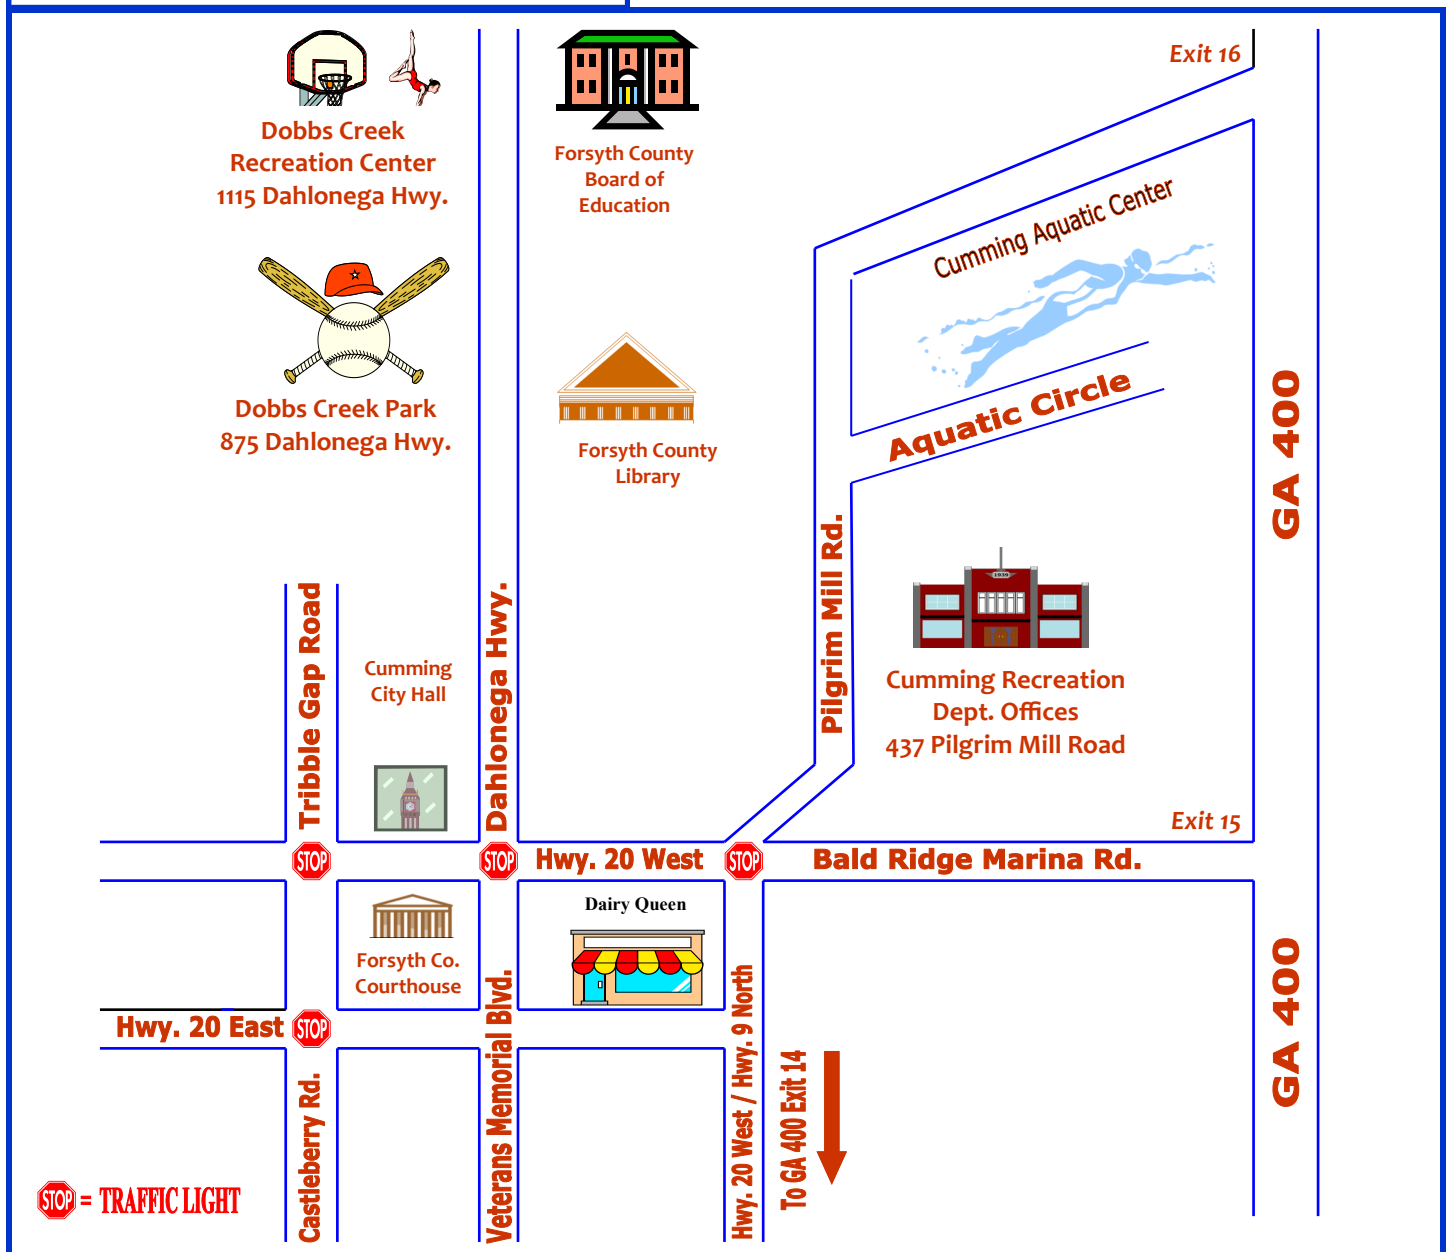 Exit 16
Dobbs Creek
Recreation Center
1115 Dahlonega Hwy.
Forsyth County
Board of
Education
Cumming Aquatic Center
Dobbs Creek Park
875 Dahlonega Hwy.
Forsyth County
Library
Aquatic Circle
GA 400
Pilgrim Mill Rd.
1939
Tribble Gap Road
Cumming
City Hall
Dahlonega Hwy.
Cumming Recreation
Dept. Offices
437 Pilgrim Mill Road
Exit 15
STOP
STOP
Hwy. 20 West
STOP
Bald Ridge Marina Rd.
Forsyth Co.
Courthouse
Dairy Queen
GA 400
Hwy. 20 East
STOP
Castleberry Rd.
Veterans Memorial Blvd.
Hwy. 20 West / Hwy. 9 North
To GA 400 Exit 14
STOP = TRAFFIC LIGHT